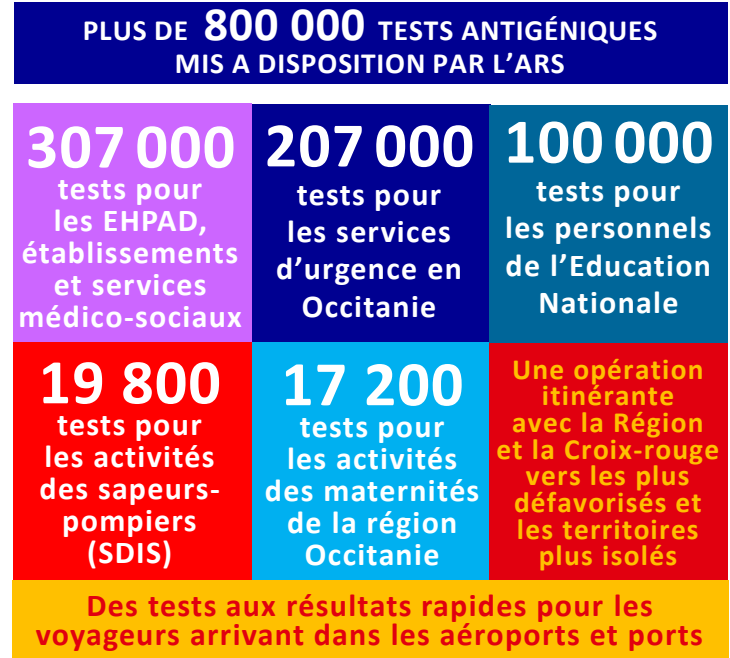 PLUS DE 800 000 TESTS ANTIGÉNIQUES
MIS A DISPOSITION PAR L'ARS
307 000
tests pour
les EHPAD,
établissements
et services
médico-sociaux
207 000
tests pour
les services
d'urgence en
Occitanie
100 000
tests pour
les personnels
de l'Education
Nationale
19 800
tests pour
les activités
des sapeurs-
pompiers
(SDIS)
17 200
tests pour
les activités
des maternités
de la région
Occitanie
Une opération
itinérante
avec la Région
et la Croix-rouge
vers les plus
défavorisés et
les territoires
plus isolés
Des tests aux résultats rapides pour les
voyageurs arrivant dans les aéroports et ports